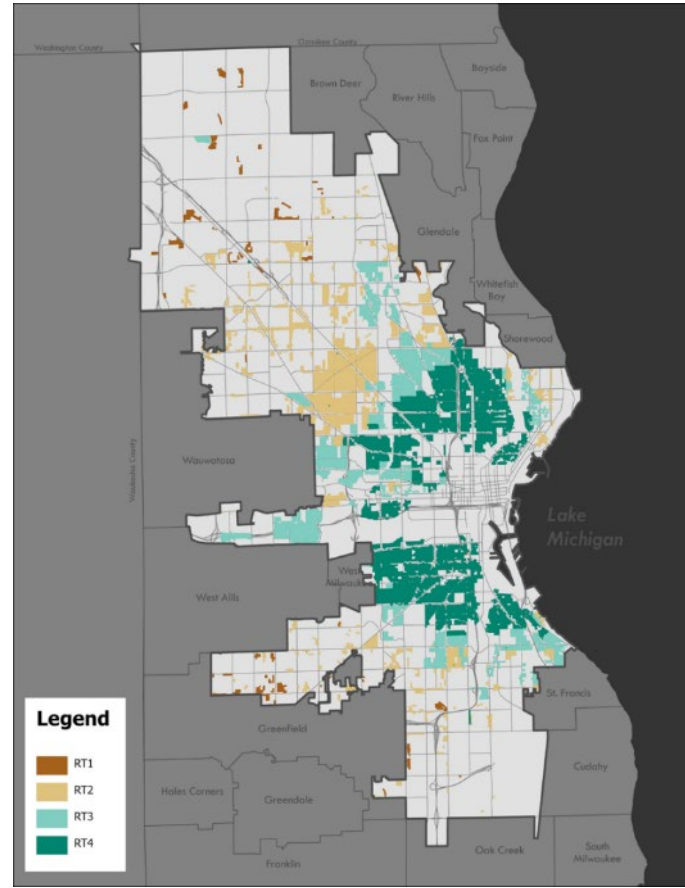 Washington County
Ozaukee County
Bayside
Brown Deer
River Hills
Fox Point
Glendale
Whitefish
Bay
Shorewood
Wauwatosa
Waukesha County
Lake
Michigan
West
Milwaukee
West Allis
St. Francis
Greenfield
Cudahy
Hales Corners
Greendale
Franklin
Oak Creek
South
Milwaukee
Legend
RT1
RT2
RT3
RT4